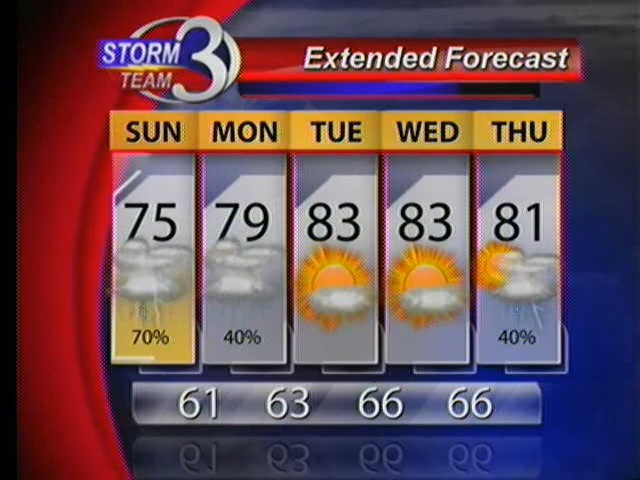 STORM
TEAM
3
Extended Forecast
SUN MON TUE WED THU
75 79 83 83 81
70% 40% 40%
61 63 66 66